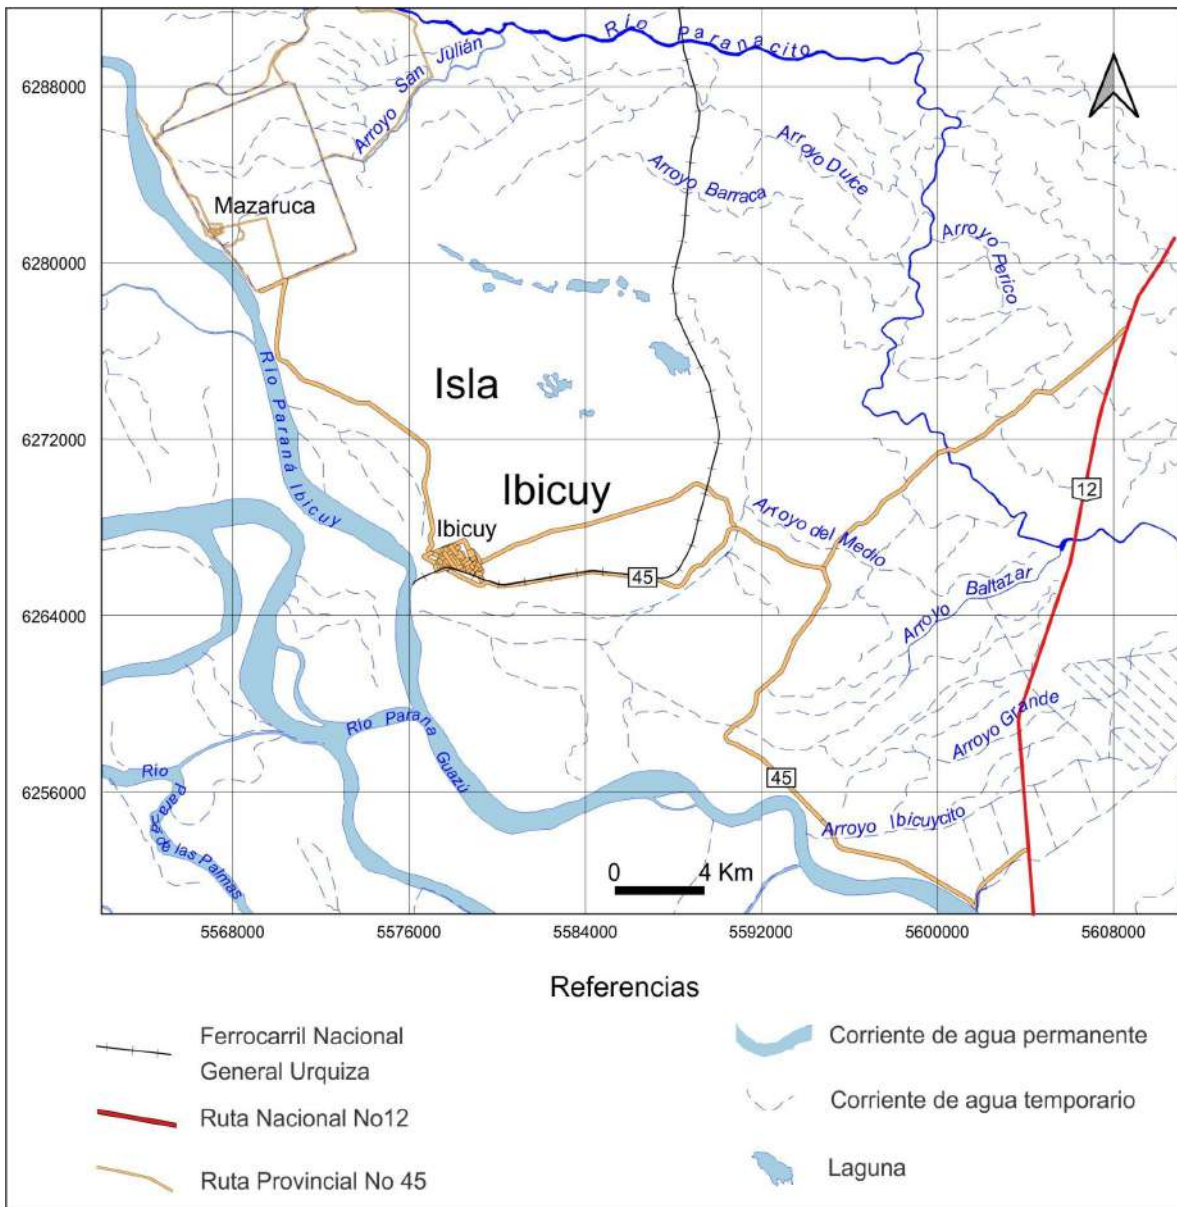 Río Paranacito
6288000
Arroyo San Julián
Arroyo Dulce
Arroyo Barraca
Mazaruca
Arroyo Perico
6280000
Río Paraná Ibicuy
Isla
6272000
Ibicuy
12
Ibicuy
Arroyo del Medio
45
Arroyo Baltazar
6264000
Arroyo Grande
Río Parana Guazú
45
Río Parana de las Palmas
6256000
Arroyo Ibicuycito
0 4 Km
5568000 5576000 5584000 5592000 5600000 5608000
Referencias
Ferrocarril Nacional
General Urquiza
Corriente de agua permanente
Ruta Nacional No12
Corriente de agua temporario
Ruta Provincial No 45
Laguna